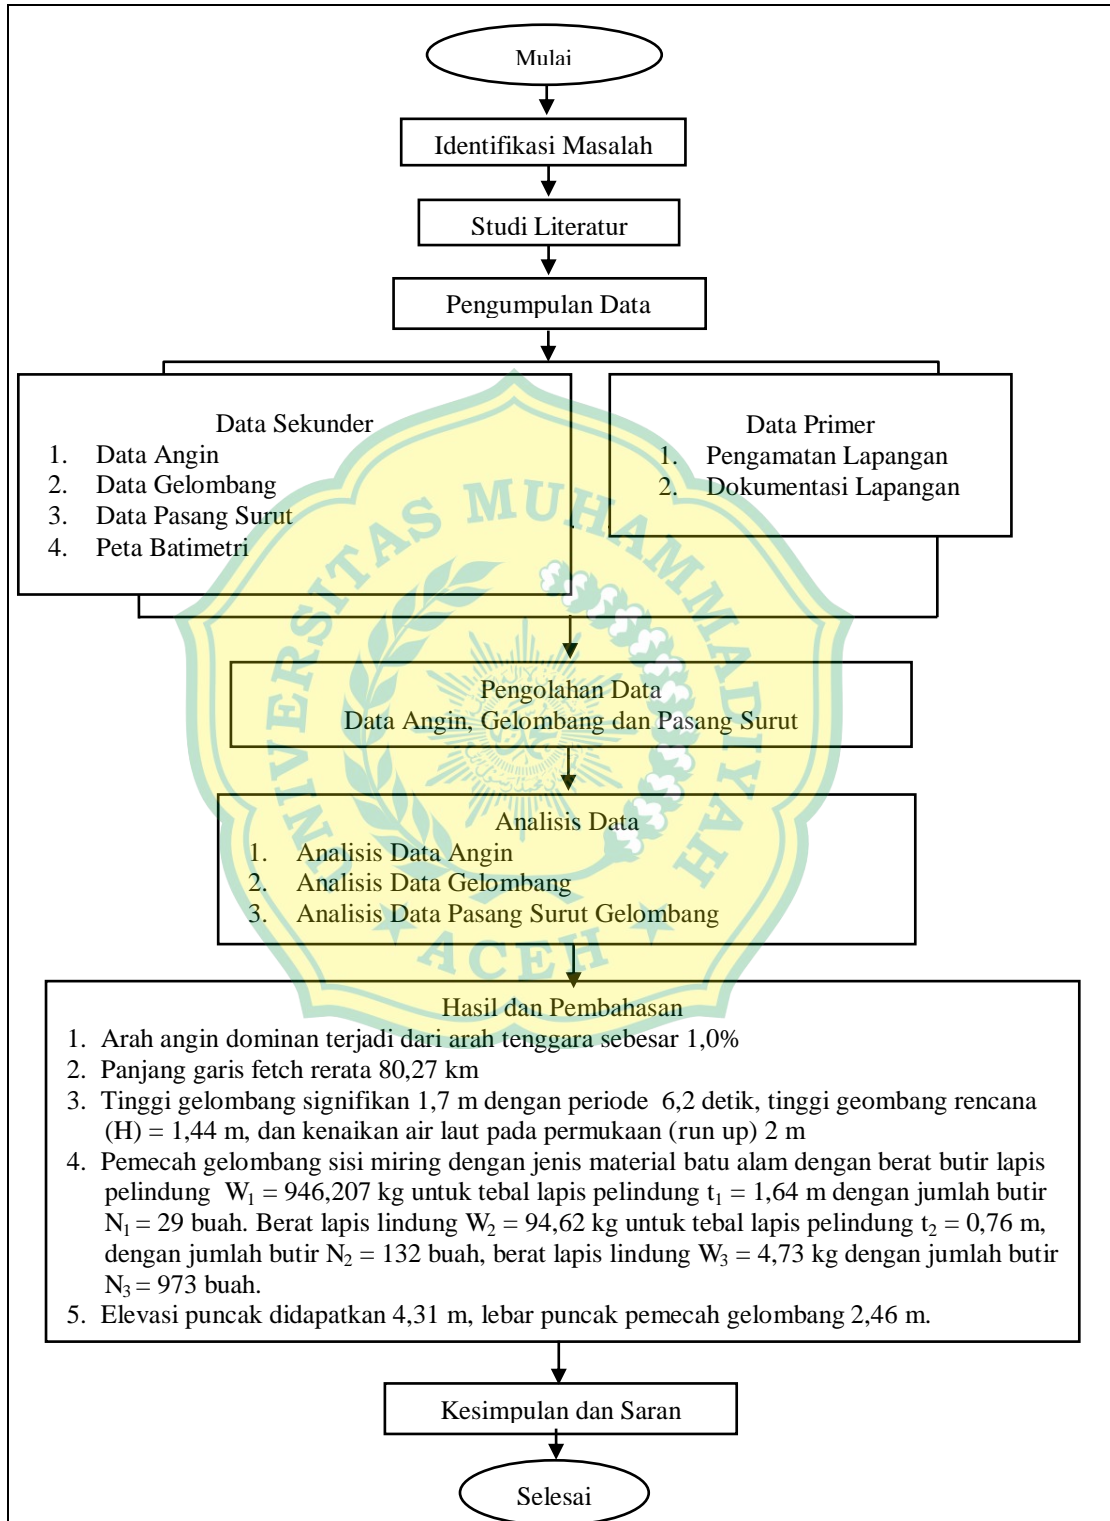 Mulai
Identifikasi Masalah
Studi Literatur
Pengumpulan Data
Data Sekunder
1. Data Angin
2. Data Gelombang
3. Data Pasang Surut
4. Peta Batimetri
Data Primer
1. Pengamatan Lapangan
2. Dokumentasi Lapangan
UNIVERSITAS MUHAMMADIYAH
ACEH
Pengolahan Data
Data Angin, Gelombang dan Pasang Surut
Analisis Data
1. Analisis Data Angin
2. Analisis Data Gelombang
3. Analisis Data Pasang Surut Gelombang
Hasil dan Pembahasan
1. Arah angin dominan terjadi dari arah tenggara sebesar 1,0%
2. Panjang garis fetch rerata 80,27 km
3. Tinggi gelombang signifikan 1,7 m dengan periode 6,2 detik, tinggi geombang rencana
(H) = 1,44 m, dan kenaikan air laut pada permukaan (run up) 2 m
4. Pemecah gelombang sisi miring dengan jenis material batu alam dengan berat butir lapis
pelindung W₁ = 946,207 kg untuk tebal lapis pelindung t₁ = 1,64 m dengan jumlah butir
N₁ = 29 buah. Berat lapis lindung W₂ = 94,62 kg untuk tebal lapis pelindung t₂ = 0,76 m,
dengan jumlah butir N₂ = 132 buah, berat lapis lindung W₃ = 4,73 kg dengan jumlah butir
N₃ = 973 buah.
5. Elevasi puncak didapatkan 4,31 m, lebar puncak pemecah gelombang 2,46 m.
Kesimpulan dan Saran
Selesai